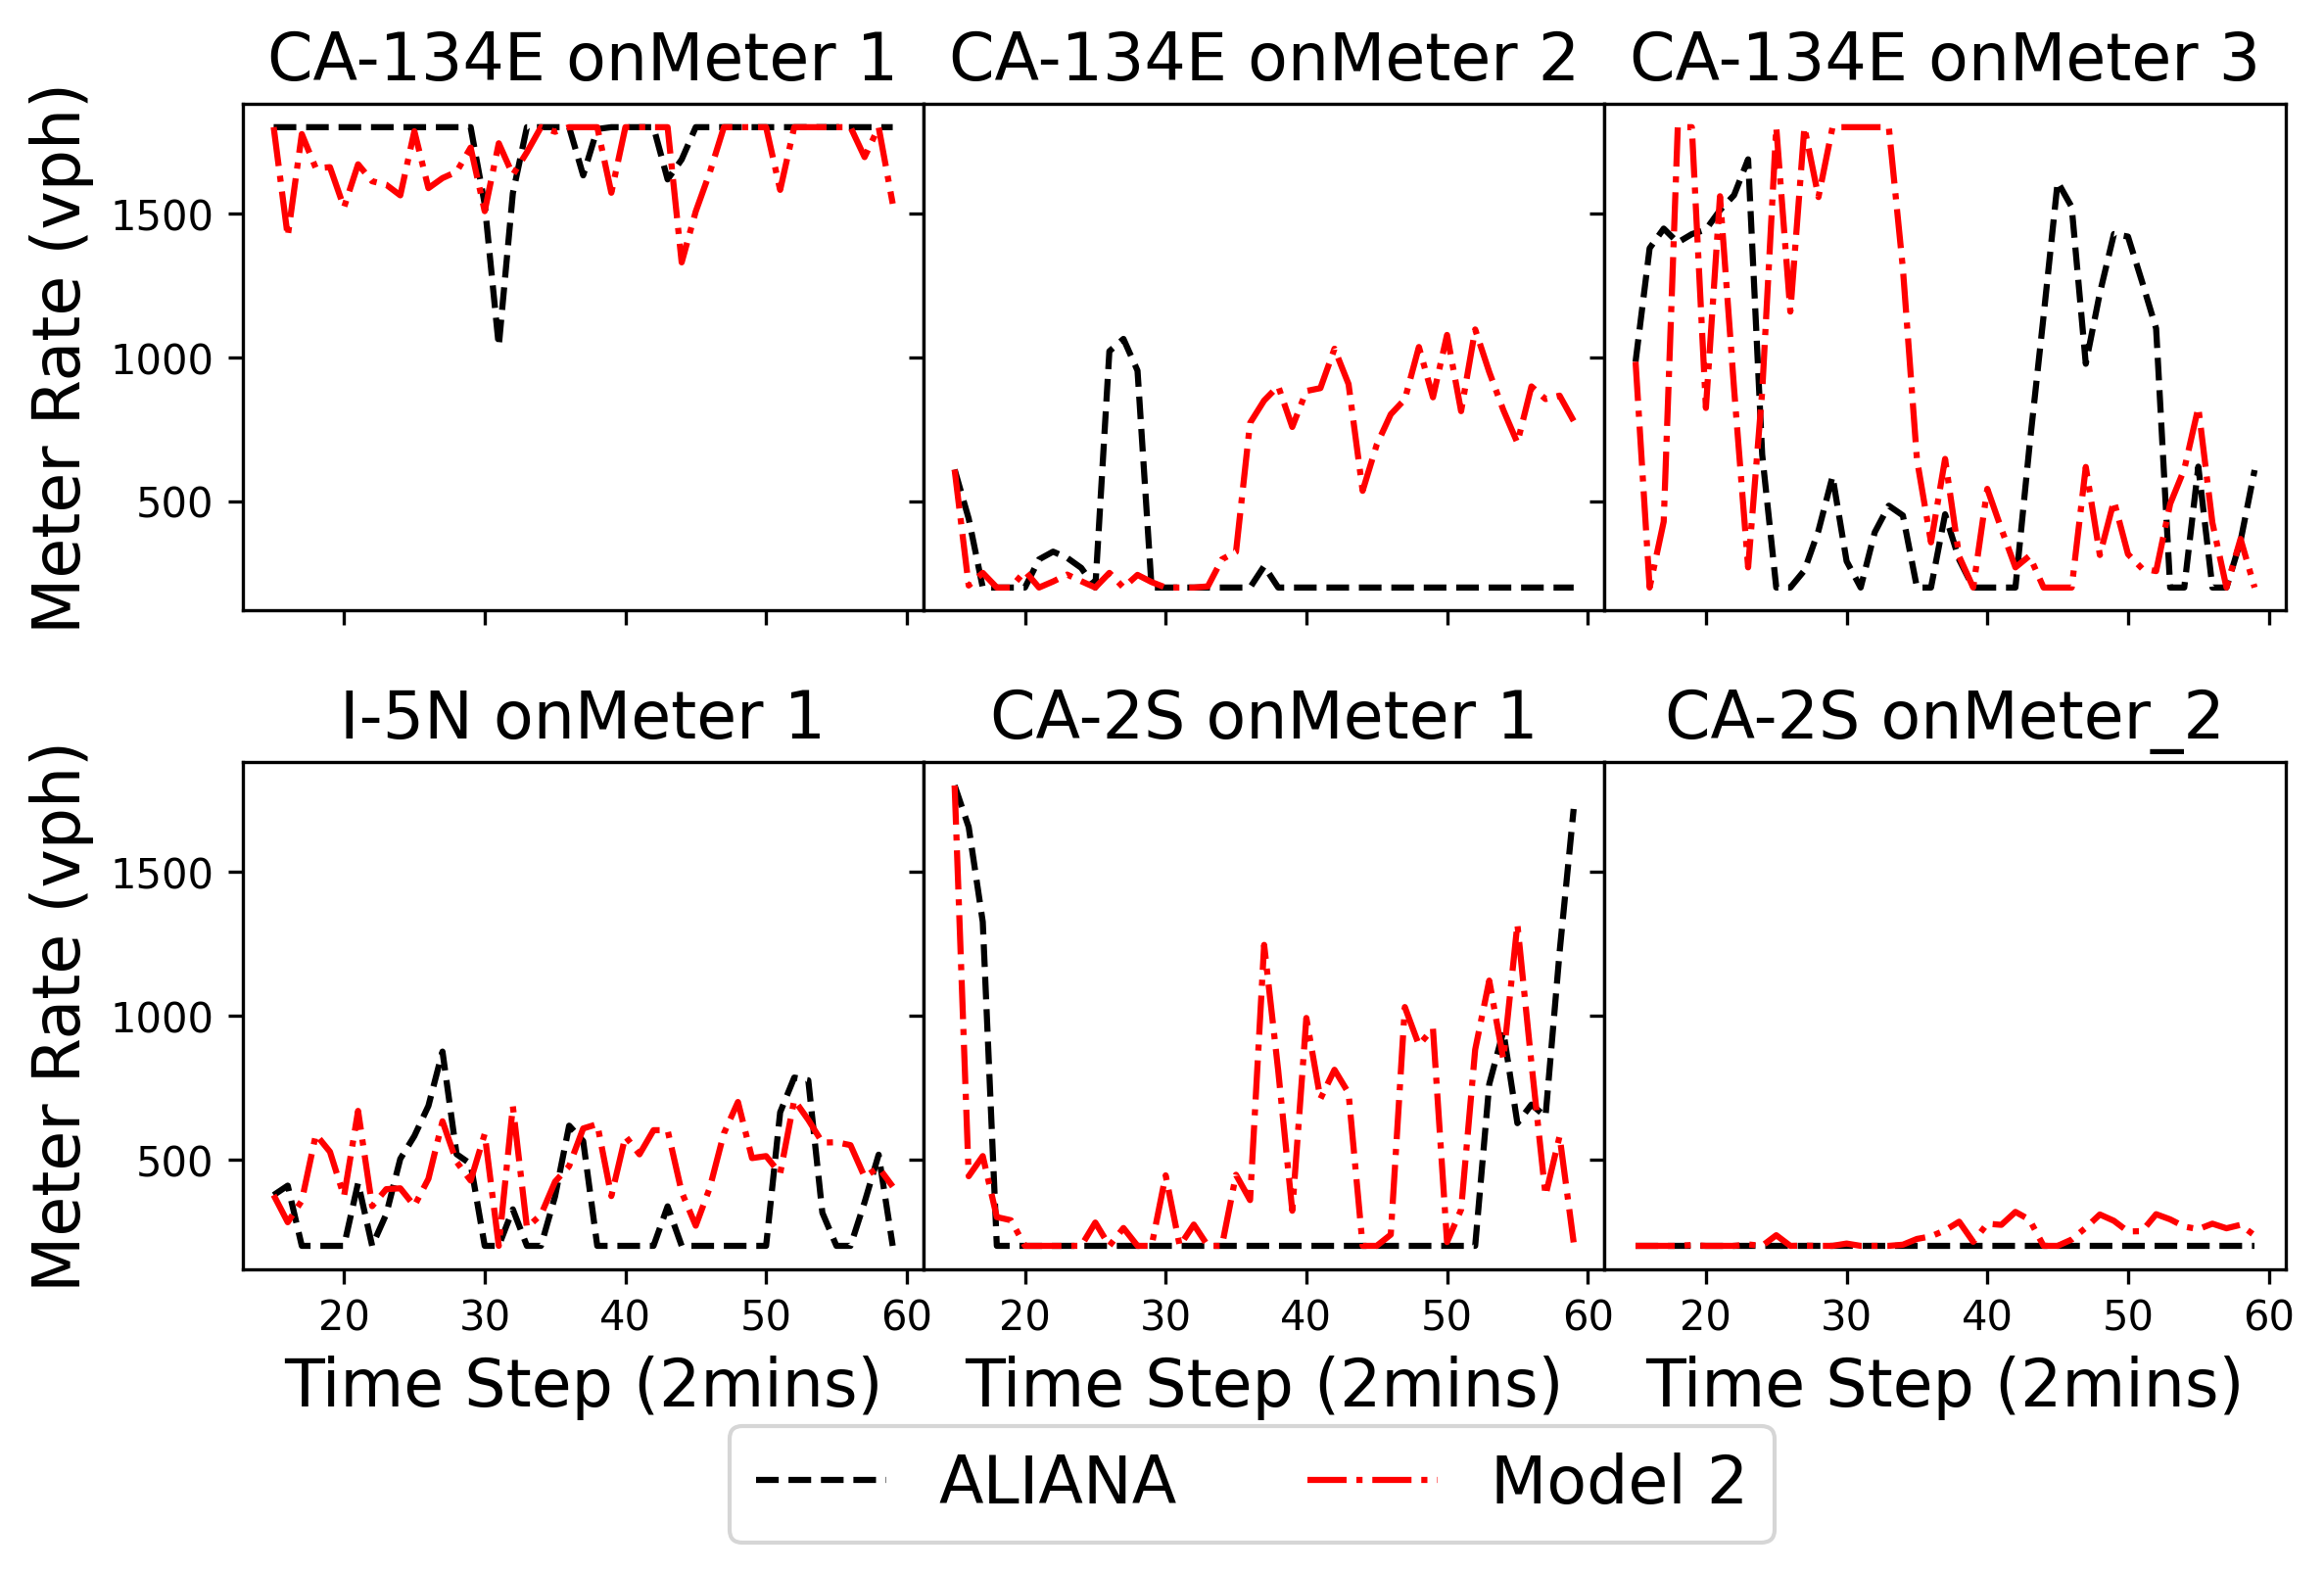 CA-134E onMeter 1
CA-134E onMeter 2
CA-134E onMeter 3
Meter Rate (vph)
1500
1000
500
I-5N onMeter 1
CA-2S onMeter 1
CA-2S onMeter_2
Meter Rate (vph)
1500
1000
500
20 30 40 50 60
20 30 40 50 60
20 30 40 50 60
Time Step (2mins)
Time Step (2mins)
Time Step (2mins)
ALIANA
Model 2